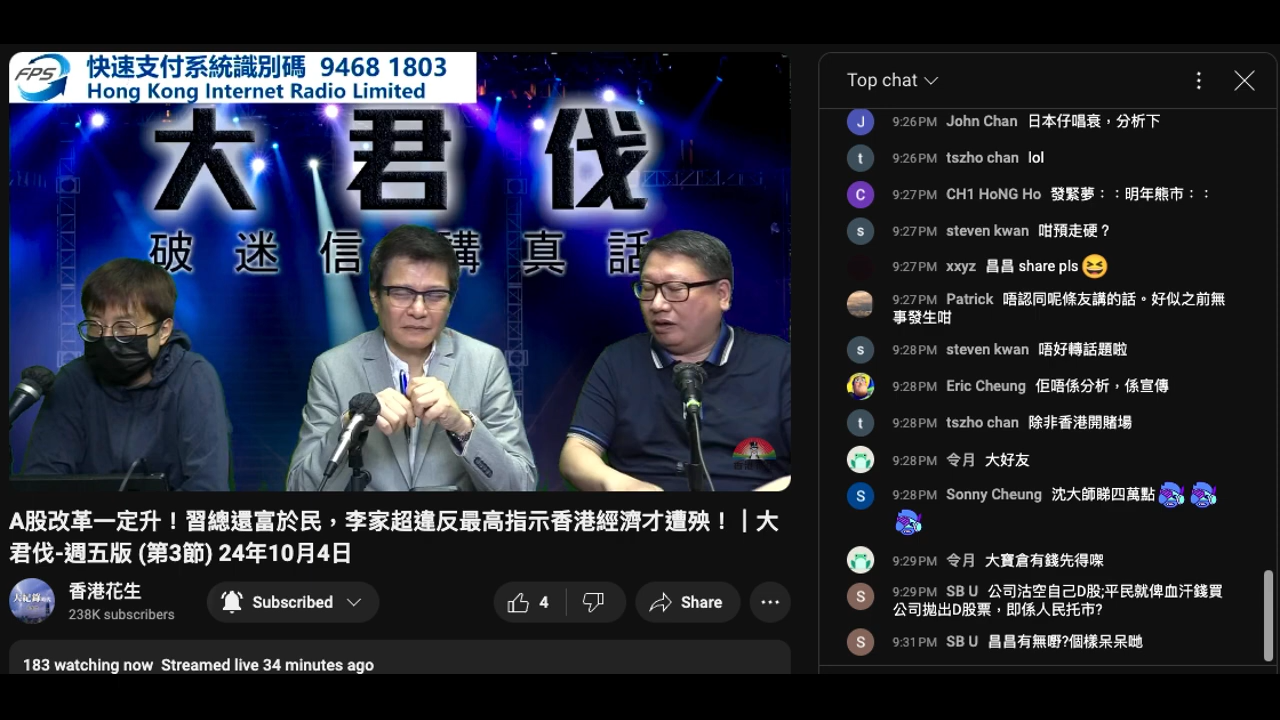 FPS
快速支付系統識別碼 9468 1803
Hong Kong Internet Radio Limited
大君伐
破迷信 講真話
A股改革一定升！習總還富於民，李家超違反最高指示香港經濟才遭殃！｜大
君伐-週五版 (第3節) 24年10月4日
香港花生
238K subscribers
Subscribed
4
Share
183 watching now Streamed live 34 minutes ago
Top chat
J
9:26 PM John Chan 日本仔唱衰，分析下
t
9:26 PM tszho chan lol
C
9:27 PM CH1 HoNG Ho 發緊夢：：明年熊市：：
s
9:27 PM steven kwan 咁預走硬？
9:27 PM xxyz 昌昌 share pls😆
9:27 PM Patrick 唔認同呢條友講的話。好似之前無
事發生咁
s
9:28 PM steven kwan 唔好轉話題啦
9:28 PM Eric Cheung 佢唔係分析，係宣傳
t
9:28 PM tszho chan 除非香港開賭場
9:28 PM 令月 大好友
S
9:28 PM Sonny Cheung 沈大師睇四萬點
9:29 PM 令月 大寶倉有錢先得㗎
S
9:29 PM SB U 公司沽空自己D股;平民就俾血汗錢買
公司拋出D股票，即係人民托市?
S
9:31 PM SB U 昌昌有無嘢?個樣呆呆哋